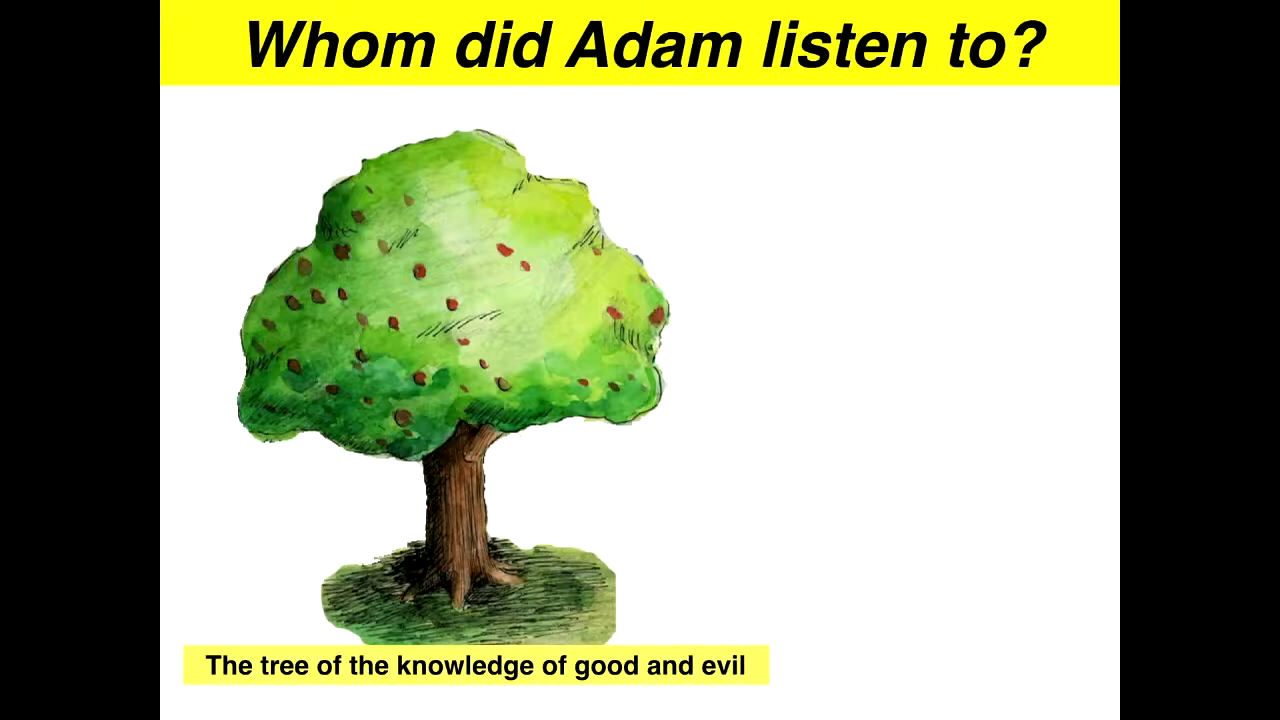 Whom did Adam listen to?
The tree of the knowledge of good and evil